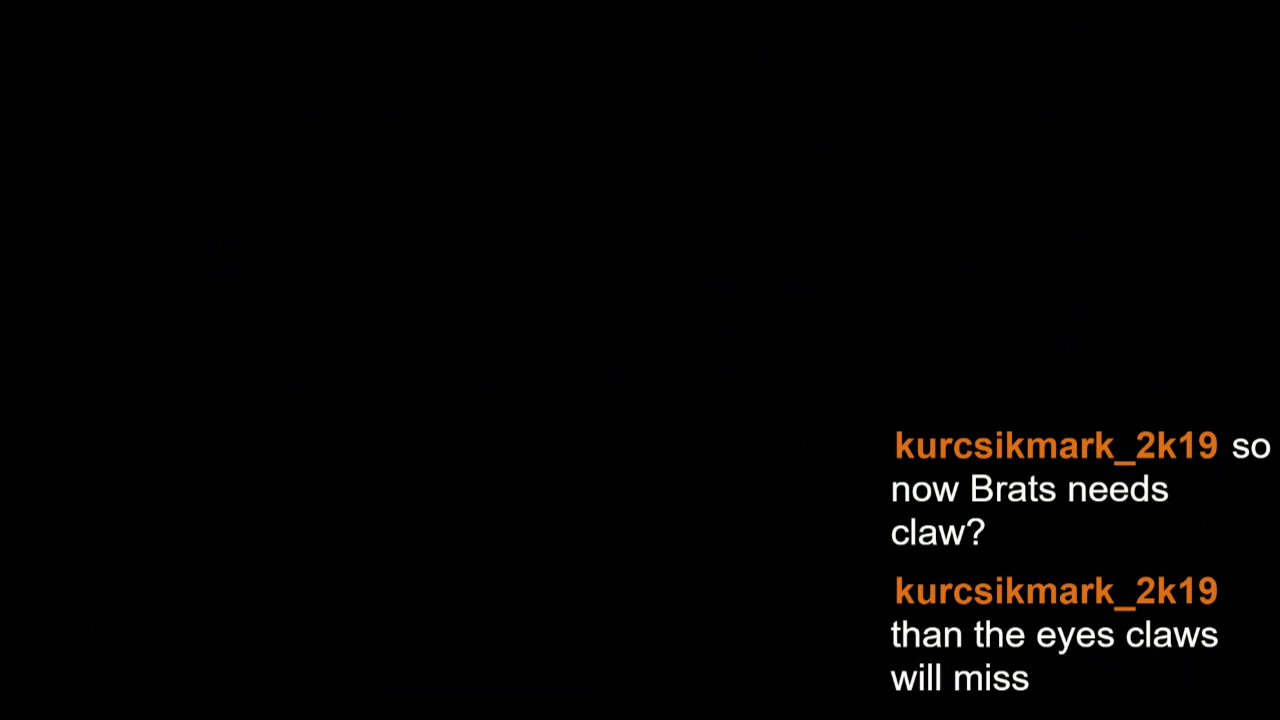 kurcsikmark_2k19 so
now Brats needs
claw?
kurcsikmark_2k19
than the eyes claws
will miss